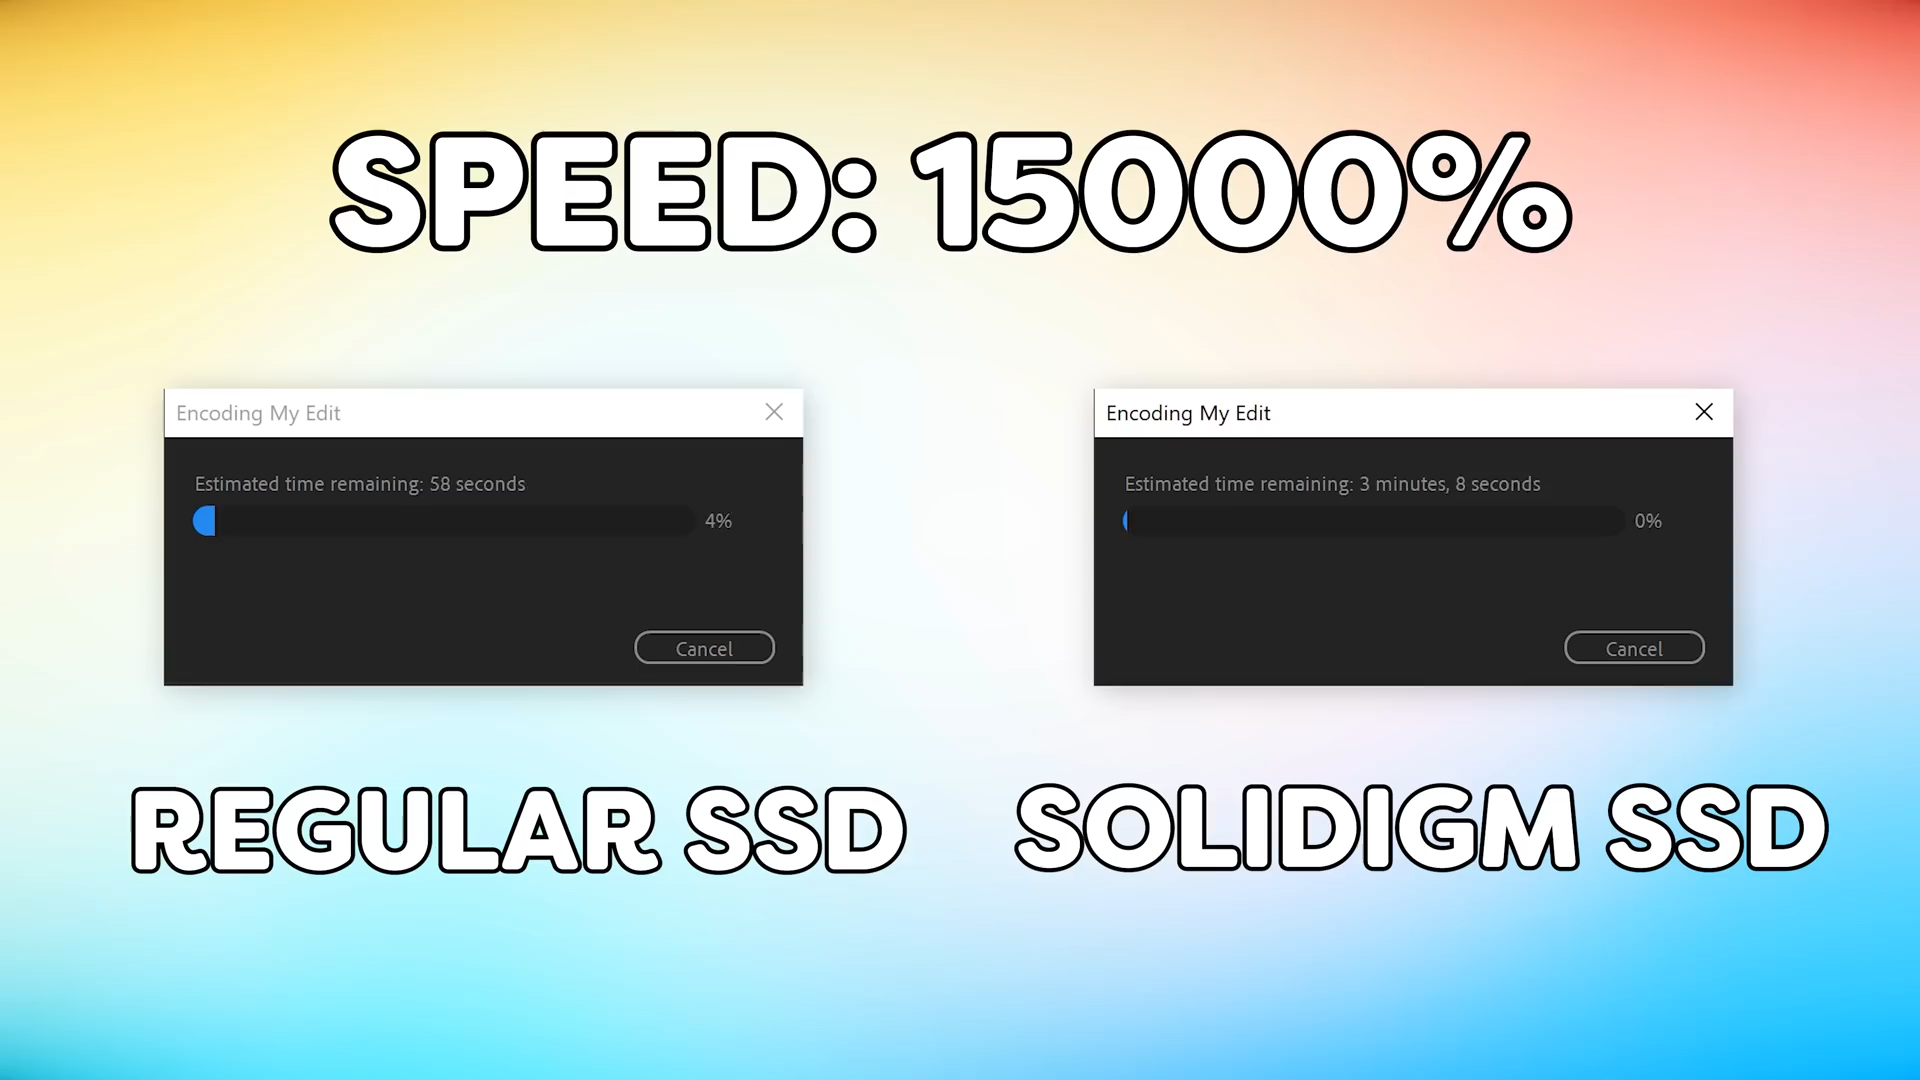 SPEED: 15000%
Encoding My Edit
Estimated time remaining: 58 seconds
4%
Cancel
REGULAR SSD
Encoding My Edit
Estimated time remaining: 3 minutes, 8 seconds
0%
Cancel
SOLIDIGM SSD